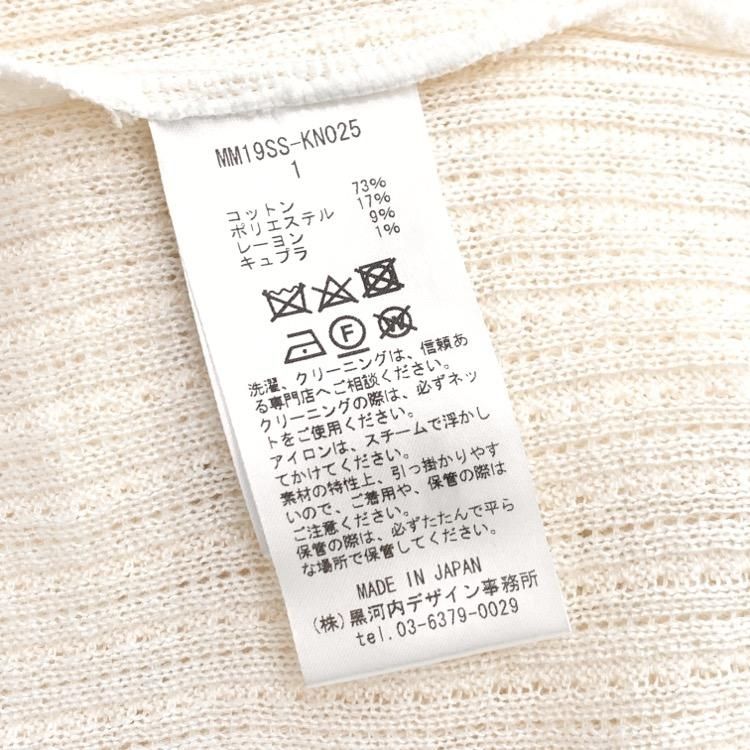 MM19SS-KN025
1
コットン 73%
ポリエステル 17%
レーヨン 9%
キュプラ 1%
F
W
洗濯、クリーニングは、信頼あ
る専門店へご相談ください。
クリーニングの際は、必ずネッ
トをご使用ください。
アイロンは、スチームで浮かし
てかけてください。
素材の特性上、引っ掛かりやす
いので、ご着用や、保管の際は
ご注意ください。
保管の際は、必ずたたんで平ら
な場所で保管してください。
MADE IN JAPAN
(株)黒河内デザイン事務所
tel.03-6379-0029